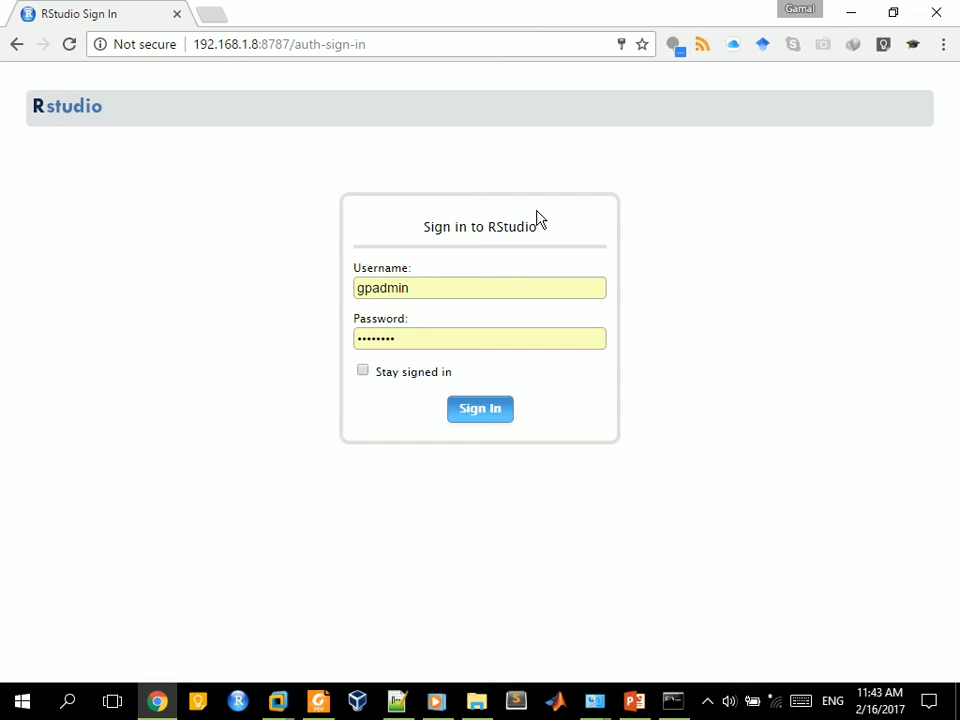 RStudio Sign In
Gamal
Not secure
192.168.1.8:8787/auth-sign-in
Rstudio
Sign in to RStudio
Username:
gpadmin
Password:
••••••••
Stay signed in
Sign In
ENG
11:43 AM
2/16/2017